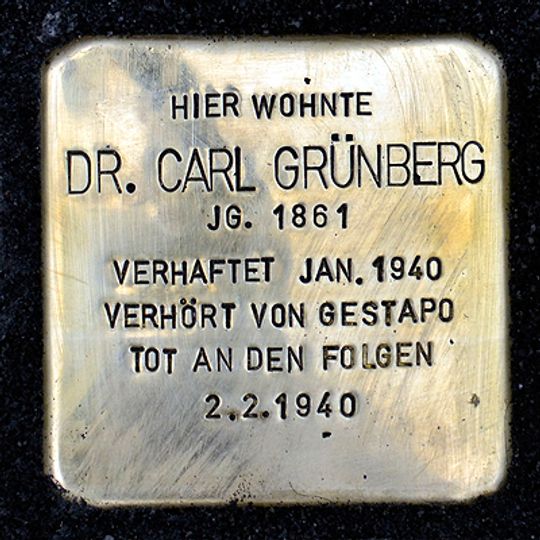 HIER WOHNTE
DR. CARL GRÜNBERG
JG. 1861
VERHAFTET JAN. 1940
VERHÖRT VON GESTAPO
TOT AN DEN FOLGEN
2.2.1940